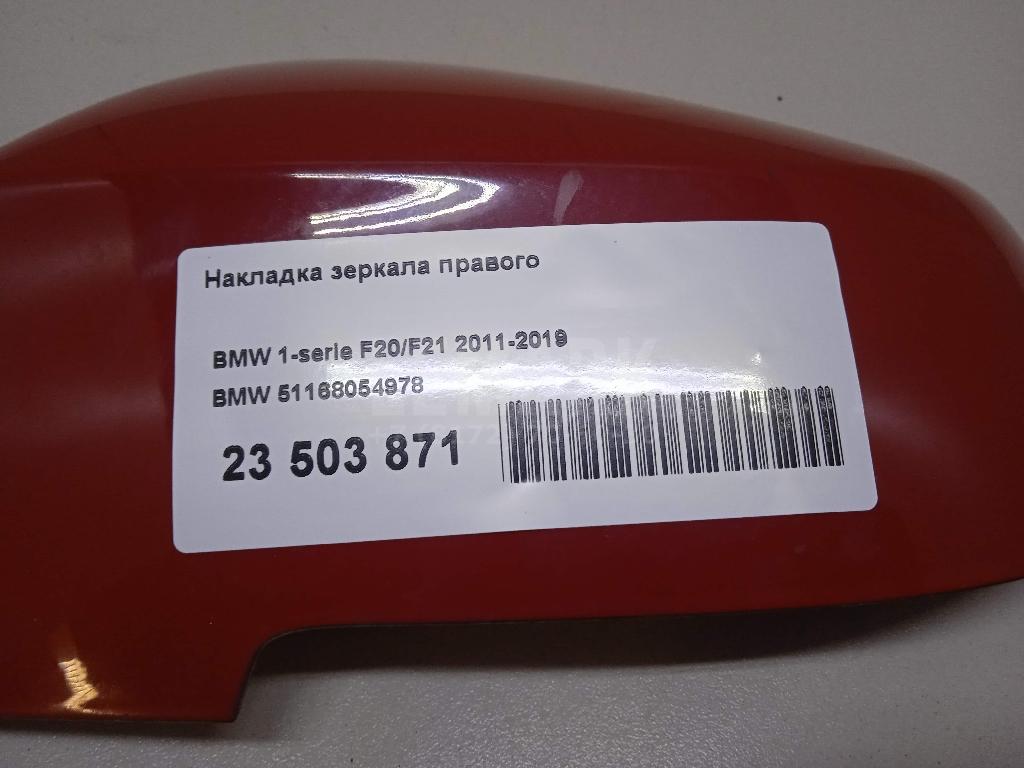 Накладка зеркала правого
BMW 1-serie F20/F21 2011-2019
BMW 51168054978
23 503 871